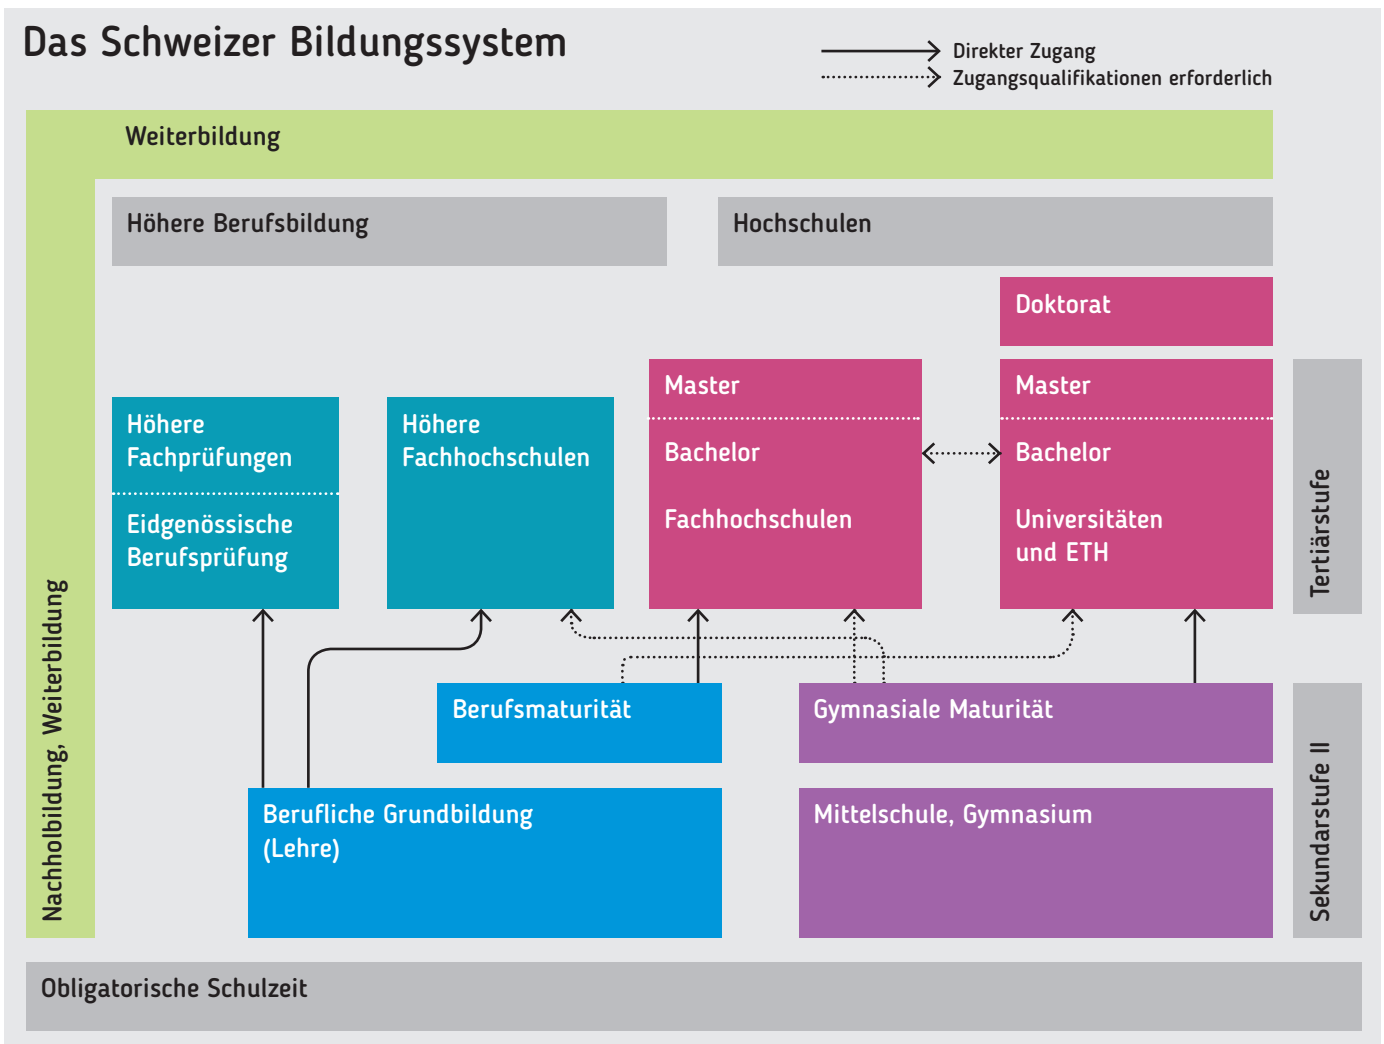 Das Schweizer Bildungssystem
Direkter Zugang
Zugangsqualifikationen erforderlich
Weiterbildung
Höhere Berufsbildung
Hochschulen
Doktorat
Master
Bachelor
Fachhochschulen
Master
Bachelor
Universitäten
und ETH
Höhere
Fachprüfungen
Eidgenössische
Berufsprüfung
Höhere
Fachhochschulen
Tertiärstufe
Nachholbildung, Weiterbildung
Berufsmaturität
Gymnasiale Maturität
Berufliche Grundbildung
(Lehre)
Mittelschule, Gymnasium
Sekundarstufe II
Obligatorische Schulzeit